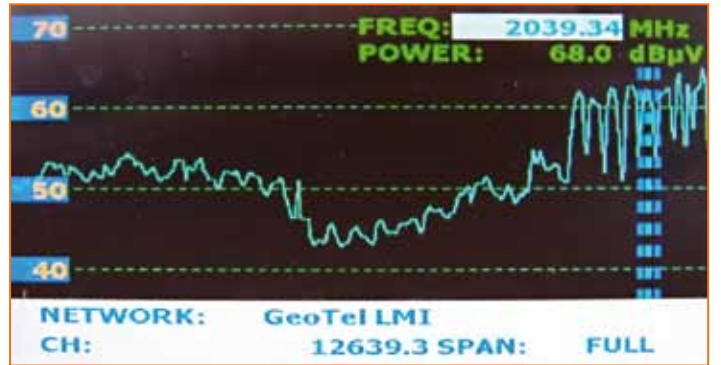 70
FREQ: 2039.34 MHz
POWER: 68.0 dBµV
60
50
40
NETWORK: GeoTel LMI
CH: 12639.3 SPAN: FULL